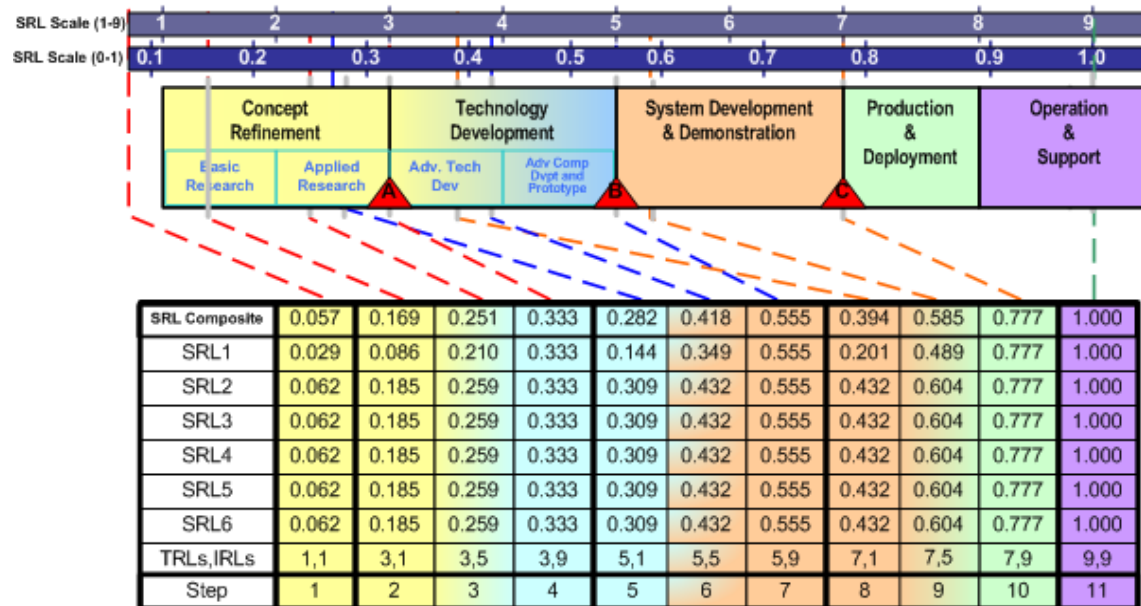 SRL Scale (1-9) 1 2 3 4 5 6 7 8 9
SRL Scale (0-1) 0.1 0.2 0.3 0.4 0.5 0.6 0.7 0.8 0.9 1.0
Concept
Refinement
Basic
Research
Applied
Research
Technology
Development
Adv. Tech
Dev
Adv Comp
Dvpt and
Prototype
System Development
& Demonstration
Production
&
Deployment
Operation
&
Support
A
B
C
SRL Composite 0.057 0.169 0.251 0.333 0.282 0.418 0.555 0.394 0.585 0.777 1.000
SRL1 0.029 0.086 0.210 0.333 0.144 0.349 0.555 0.201 0.489 0.777 1.000
SRL2 0.062 0.185 0.259 0.333 0.309 0.432 0.555 0.432 0.604 0.777 1.000
SRL3 0.062 0.185 0.259 0.333 0.309 0.432 0.555 0.432 0.604 0.777 1.000
SRL4 0.062 0.185 0.259 0.333 0.309 0.432 0.555 0.432 0.604 0.777 1.000
SRL5 0.062 0.185 0.259 0.333 0.309 0.432 0.555 0.432 0.604 0.777 1.000
SRL6 0.062 0.185 0.259 0.333 0.309 0.432 0.555 0.432 0.604 0.777 1.000
TRLs,IRLs 1,1 3,1 3,5 3,9 5,1 5,5 5,9 7,1 7,5 7,9 9,9
Step 1 2 3 4 5 6 7 8 9 10 11